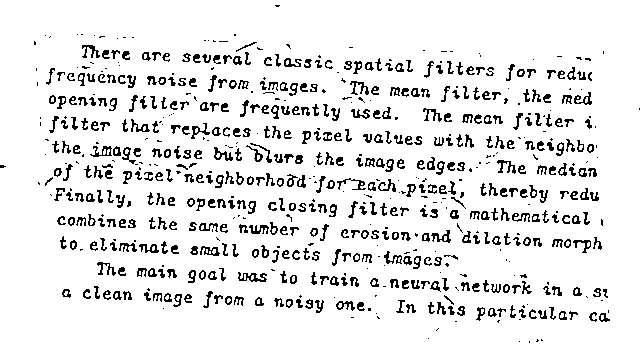 There are several classic spatial filters for reduc
frequency noise from images. The mean filter, the med
opening filter are frequently used. The mean filter i
filter that replaces the pixel values with the neighbo
the image noise but blurs the image edges. The median
of the pixel neighborhood for each pixel, thereby redu
Finally, the opening closing filter is a mathematical
combines the same number of erosion and dilation morph
to eliminate small objects from images.
The main goal was to train a neural network in a su
a clean image from a noisy one. In this particular ca